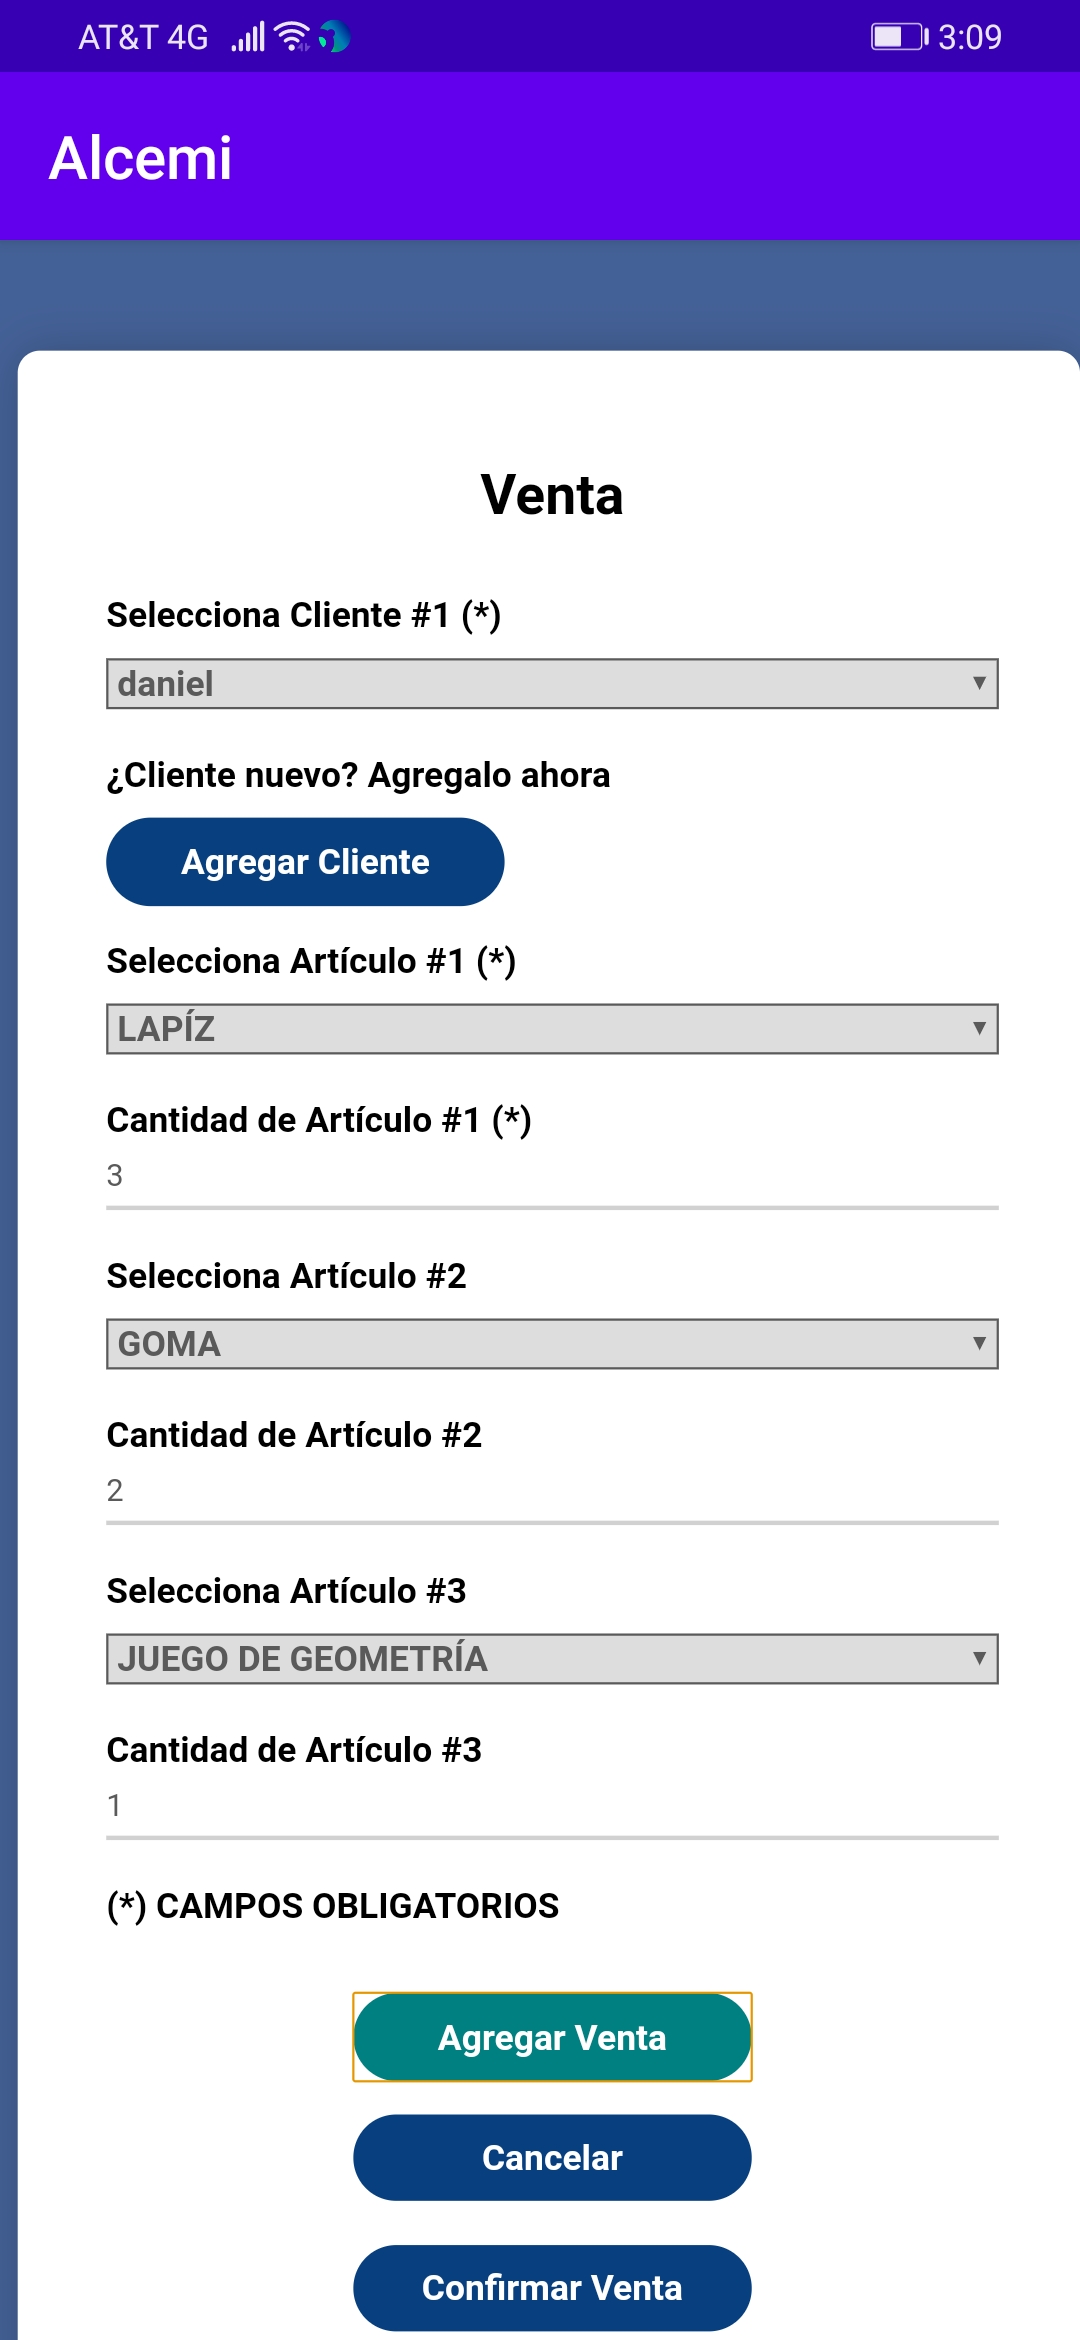 AT&T 4G 3:09
Alcemi
Venta
Selecciona Cliente #1 (*)
daniel
¿Cliente nuevo? Agregalo ahora
Agregar Cliente
Selecciona Artículo #1 (*)
LAPÍZ
Cantidad de Artículo #1 (*)
3
Selecciona Artículo #2
GOMA
Cantidad de Artículo #2
2
Selecciona Artículo #3
JUEGO DE GEOMETRÍA
Cantidad de Artículo #3
1
(*) CAMPOS OBLIGATORIOS
Agregar Venta
Cancelar
Confirmar Venta